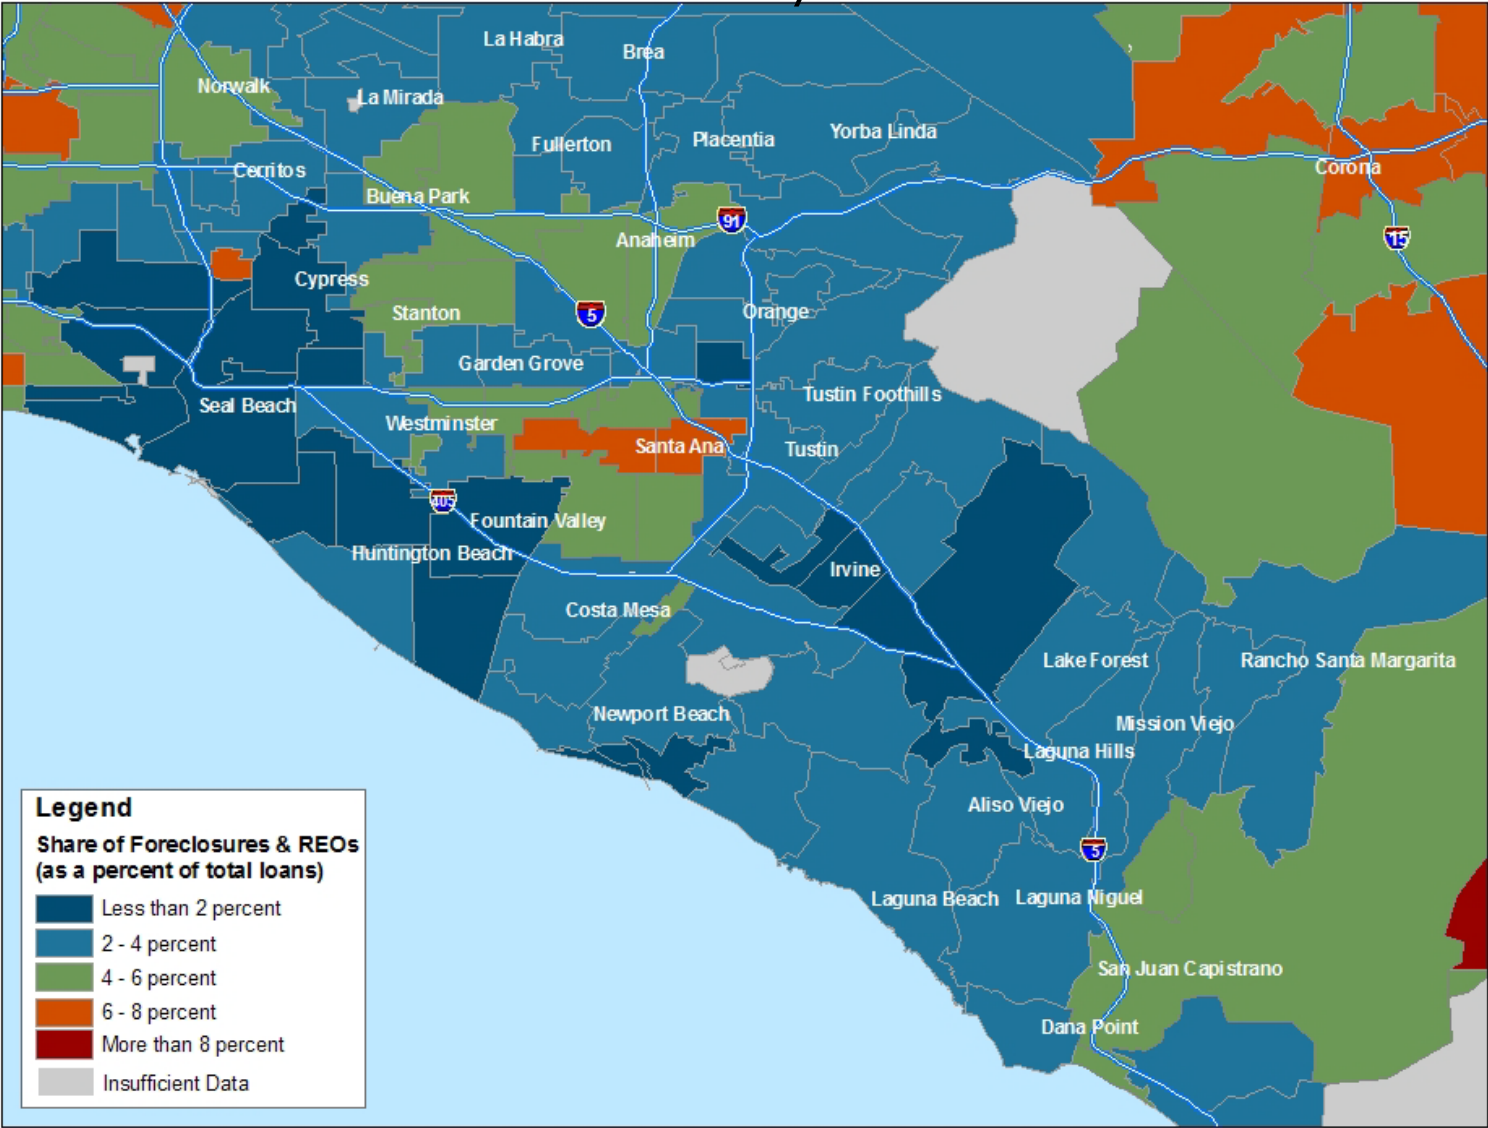 La Habra
Brea
Norwalk
La Mirada
Fullerton
Placentia
Yorba Linda
Cerritos
Corona
Buena Park
91
Anaheim
15
Cypress
Stanton
5
Orange
Garden Grove
Tustin Foothills
Seal Beach
Westminster
Santa Ana
Tustin
405
Fountain Valley
Huntington Beach
Irvine
Costa Mesa
Lake Forest
Rancho Santa Margarita
Newport Beach
Mission Viejo
Laguna Hills
Aliso Viejo
5
Laguna Beach
Laguna Niguel
San Juan Capistrano
Dana Point
Legend
Share of Foreclosures & REOs
(as a percent of total loans)
Less than 2 percent
2 - 4 percent
4 - 6 percent
6 - 8 percent
More than 8 percent
Insufficient Data